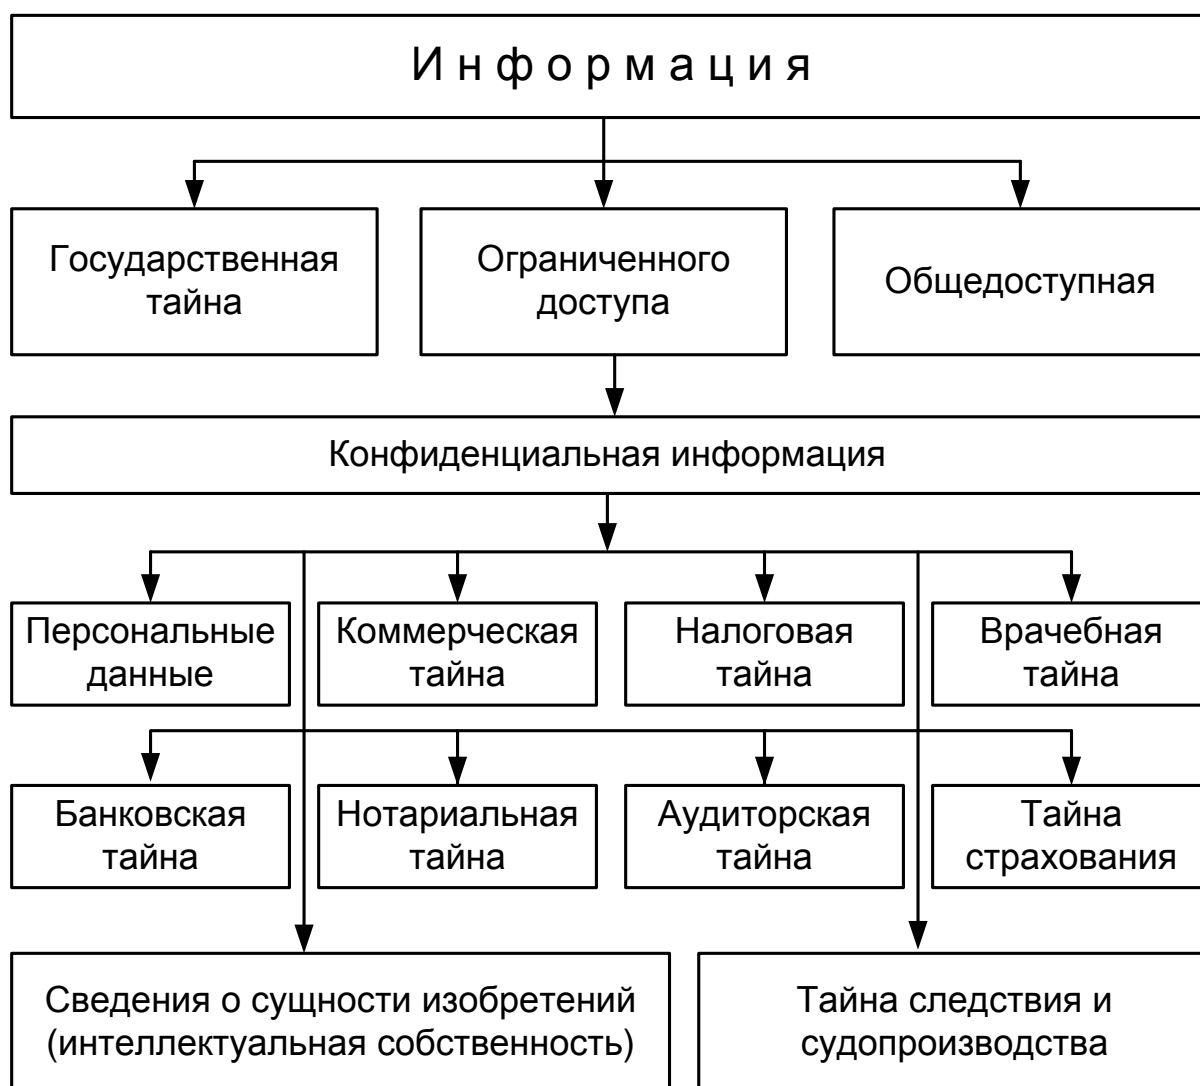 Информация
Государственная
тайна
Ограниченного
доступа
Общедоступная
Конфиденциальная информация
Персональные
данные
Коммерческая
тайна
Налоговая
тайна
Врачебная
тайна
Банковская
тайна
Нотариальная
тайна
Аудиторская
тайна
Тайна
страхования
Сведения о сущности изобретений
(интеллектуальная собственность)
Тайна следствия и
судопроизводства